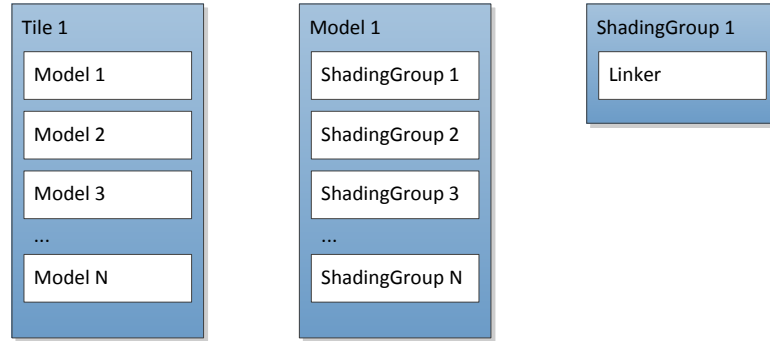 Tile 1
Model 1
Model 2
Model 3
...
Model N
Model 1
ShadingGroup 1
ShadingGroup 2
ShadingGroup 3
...
ShadingGroup N
ShadingGroup 1
Linker